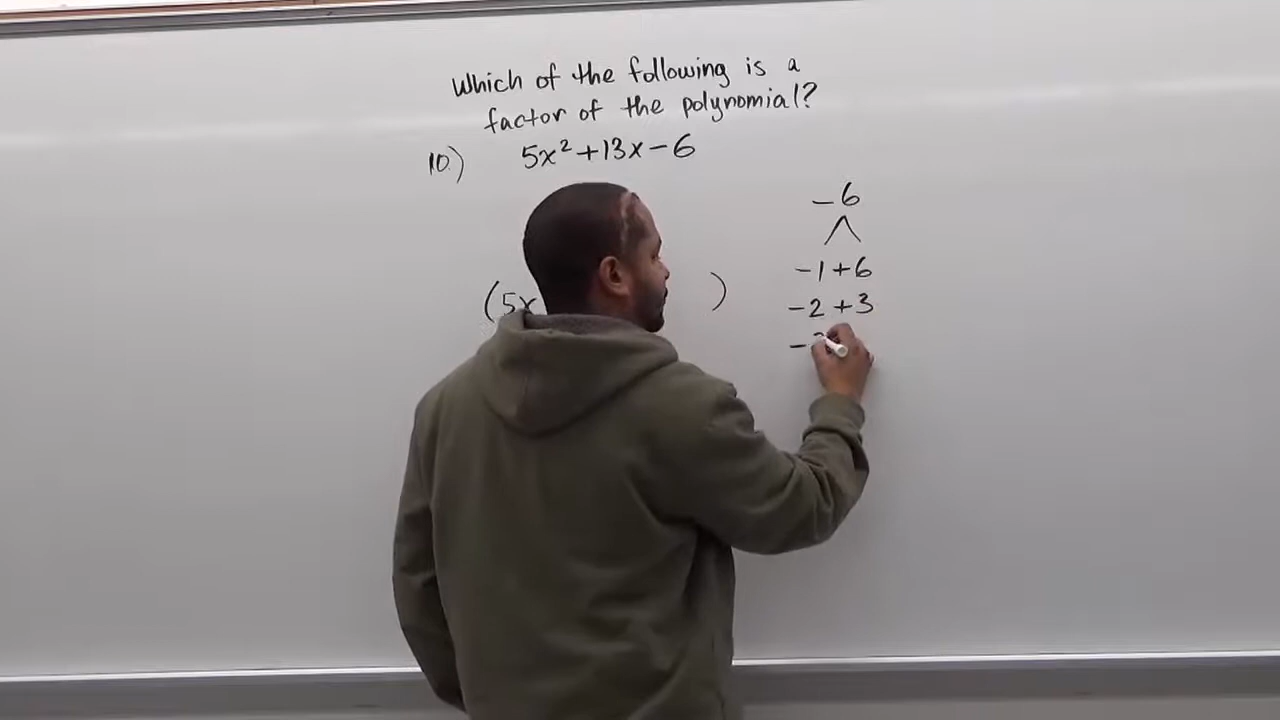 Which of the following is a
factor of the polynomial?
10.) 5x² + 13x - 6
- 6
(5x )
-1 +6
-2 +3
-